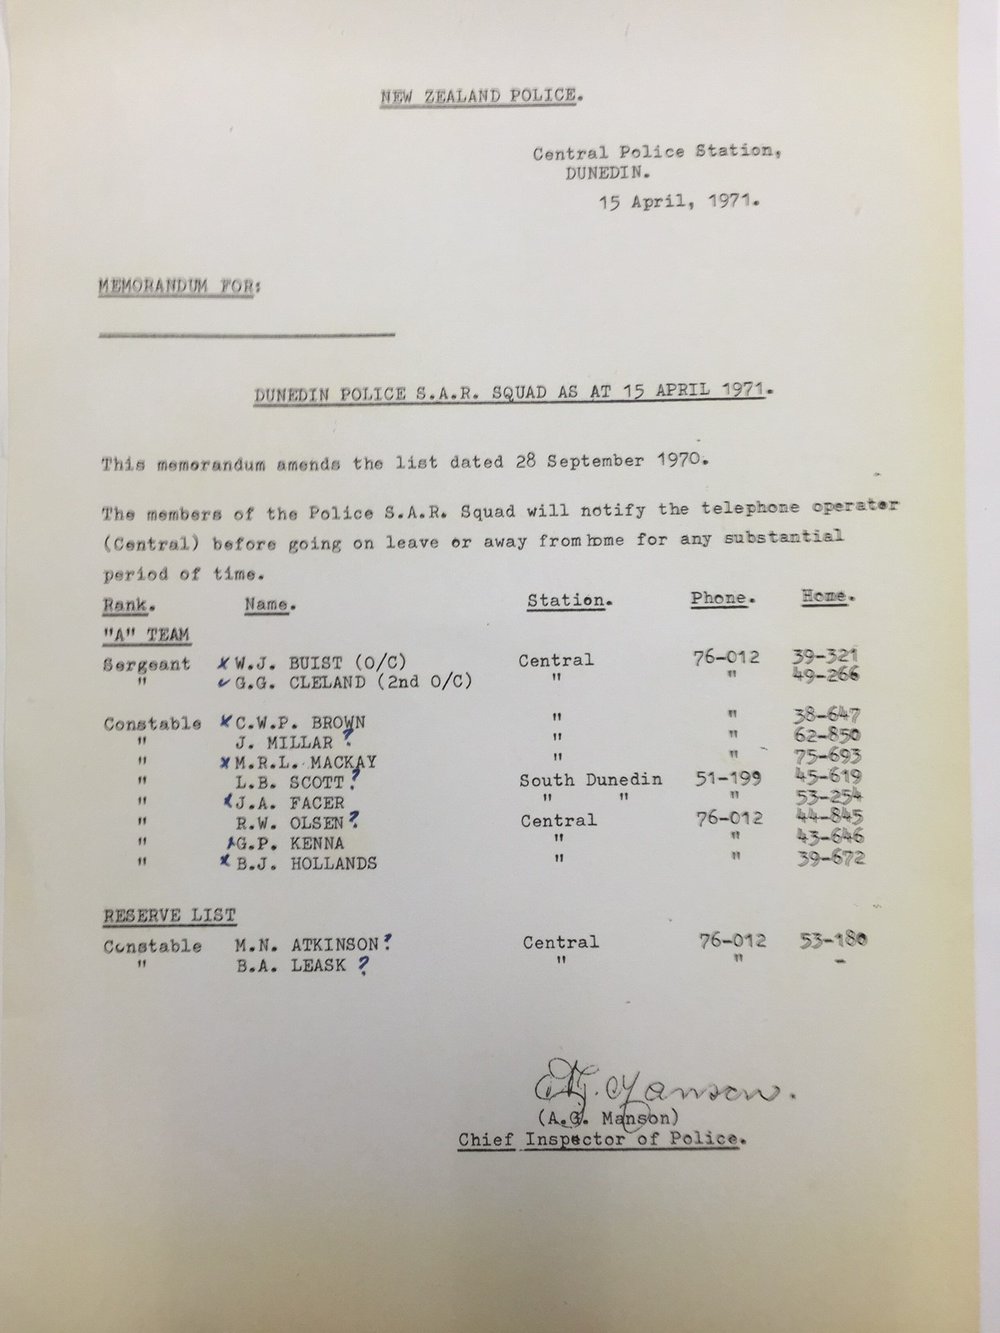 NEW ZEALAND POLICE.
Central Police Station,
DUNEDIN.
15 April, 1971.
MEMORANDUM FOR:
DUNEDIN POLICE S.A.R. SQUAD AS AT 15 APRIL 1971.
This memorandum amends the list dated 28 September 1970.
The members of the Police S.A.R. Squad will notify the telephone operator
(Central) before going on leave or away from home for any substantial
period of time.
Rank. Name. Station. Phone. Home.
"A" TEAM
Sergeant x W.J. BUIST (O/C) Central 76-012 39-321
" ✓ G.G. CLELAND (2nd O/C) " " 49-266
Constable x C.W.P. BROWN " " 38-647
" J. MILLAR ? " " 62-850
" x M.R.L. MACKAY " " 75-693
" L.B. SCOTT ? South Dunedin 51-199 45-619
" x J.A. FACER " " " 53-254
" R.W. OLSEN ? Central 76-012 44-845
" x G.P. KENNA " " 43-646
" x B.J. HOLLANDS " " 39-672
RESERVE LIST
Constable M.N. ATKINSON ? Central 76-012 53-180
" B.A. LEASK ? " " -
A.G. Manson.
(A.G. Manson)
Chief Inspector of Police.